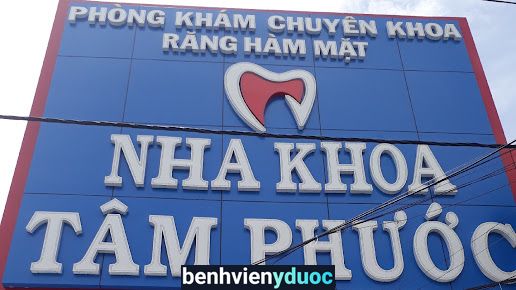 PHÒNG KHÁM CHUYÊN KHOA
RĂNG HÀM MẶT
NHA KHOA
TÂM PHƯỚC
benhvienyduoc